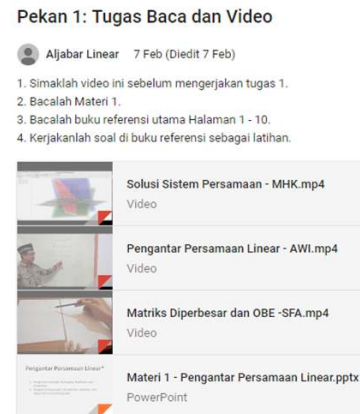 Pekan 1: Tugas Baca dan Video
Aljabar Linear 7 Feb (Diedit 7 Feb)
1. Simaklah video ini sebelum mengerjakan tugas 1.
2. Bacalah Materi 1.
3. Bacalah buku referensi utama Halaman 1 - 10.
4. Kerjakanlah soal di buku referensi sebagai latihan.
Solusi Sistem Persamaan - MHK.mp4
Video
Pengantar Persamaan Linear - AWI.mp4
Video
Matriks Diperbesar dan OBE -SFA.mp4
Video
Pengantar Persamaan Linear*
Materi 1 - Pengantar Persamaan Linear.pptx
PowerPoint